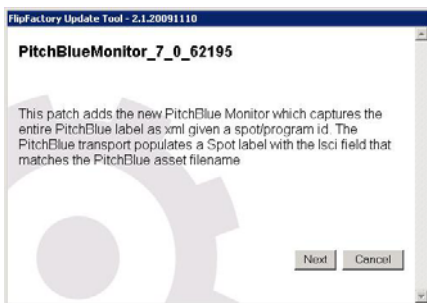 FlipFactory Update Tool - 2.1.20091110
PitchBlueMonitor_7_0_62195
This patch adds the new PitchBlue Monitor which captures the
entire PitchBlue label as xml given a spot/program id. The
PitchBlue transport populates a Spot label with the Isci field that
matches the PitchBlue asset filename
Next Cancel